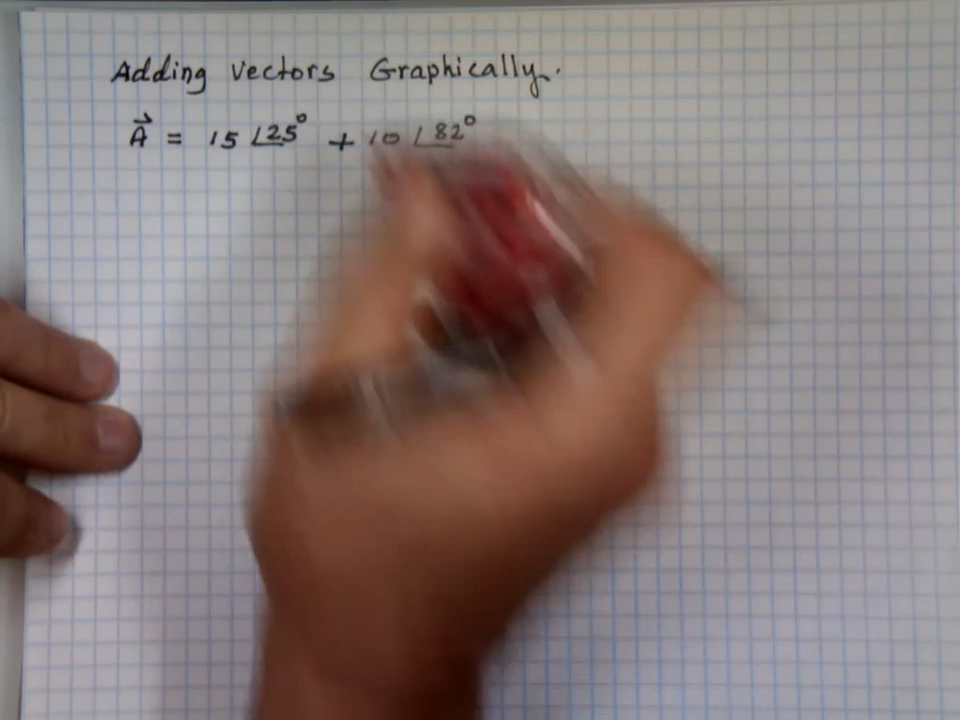 Adding Vectors Graphically.
A⃗ = 15 ∠25° + 10 ∠82°